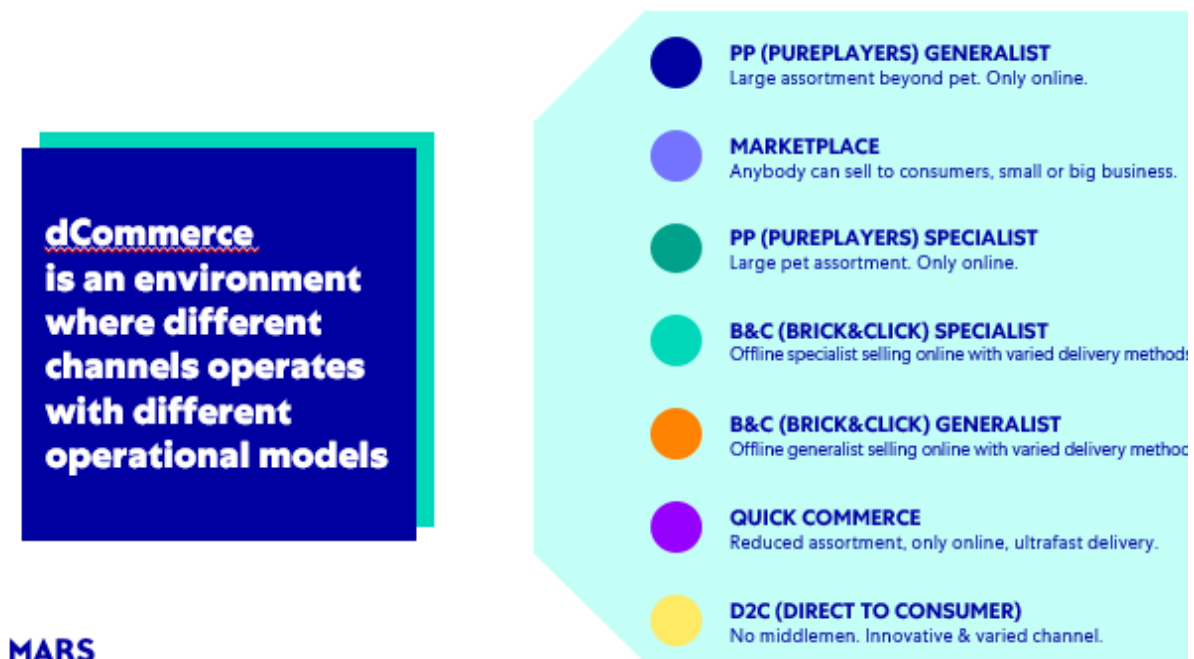 dCommerce
is an environment
where different
channels operates
with different
operational models
PP (PUREPLAYERS) GENERALIST
Large assortment beyond pet. Only online.
MARKETPLACE
Anybody can sell to consumers, small or big business.
PP (PUREPLAYERS) SPECIALIST
Large pet assortment. Only online.
B&C (BRICK&CLICK) SPECIALIST
Offline specialist selling online with varied delivery methods
B&C (BRICK&CLICK) GENERALIST
Offline generalist selling online with varied delivery
QUICK COMMERCE
Reduced assortment, only online, ultrafast delivery.
D2C (DIRECT TO CONSUMER)
No middlemen. Innovative & varied channel.
MARS